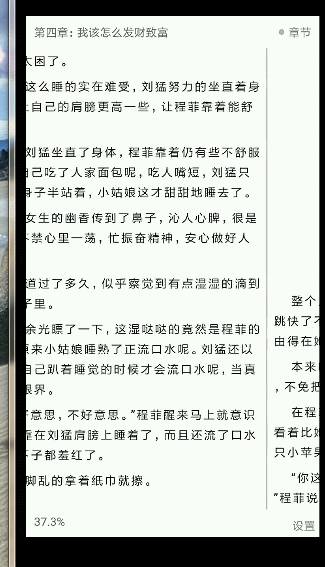 第四章：我该怎么发财致富
太困了。
这么睡的实在难受，刘猛努力的坐直着身
自己的肩膀更高一些，让程菲靠着能舒
刘猛坐直了身体，程菲靠着仍有些不舒服
己吃了人家面包呢，吃人嘴短，刘猛只
身子半站着，小姑娘这才甜甜地睡去了。
女生的幽香传到了鼻子，沁人心脾，很是
不禁心里一荡，忙振奋精神，安心做好人
道过了多久，似乎察觉到有点湿湿的滴到
子里。
余光瞟了一下，这湿哒哒的竟然是程菲的
原来小姑娘睡熟了正流口水呢。刘猛还以
自己趴着睡觉的时候才会流口水呢，当真
眼界。
好意思，不好意思。”程菲醒来马上就意识
靠在刘猛肩膀上睡着了，而且还流了口水
下子都羞红了。
脚乱的拿着纸巾就擦。
37.3%
章节
整个
跳快了不
由得在她
本来
，不免把
在程
看着比她
只小苹果
“你这
”程菲说
设置